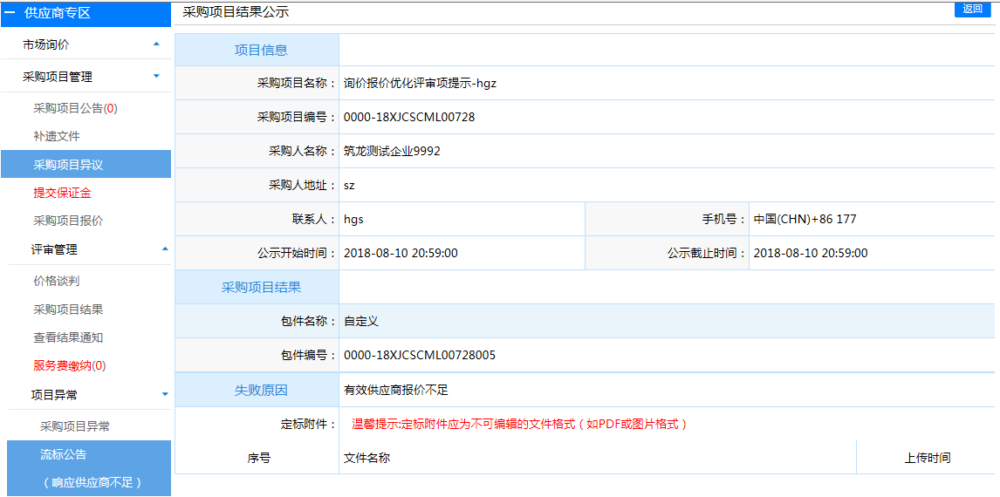 供应商专区
市场询价
采购项目管理
采购项目公告(0)
补遗文件
采购项目异议
提交保证金
采购项目报价
评审管理
价格谈判
采购项目结果
查看结果通知
服务费缴纳(0)
项目异常
采购项目异常
流标公告
（响应供应商不足）
采购项目结果公示
返回
项目信息
采购项目名称： 询价报价优化评审项提示-hgz
采购项目编号： 0000-18XJCSCML00728
采购人名称： 筑龙测试企业9992
采购人地址： sz
联系人： hgs 手机号： 中国(CHN)+86 177
公示开始时间： 2018-08-10 20:59:00 公示截止时间： 2018-08-10 20:59:00
采购项目结果
包件名称： 自定义
包件编号： 0000-18XJCSCML00728005
失败原因 有效供应商报价不足
定标附件： 温馨提示:定标附件应为不可编辑的文件格式（如PDF或图片格式）
序号 文件名称 上传时间